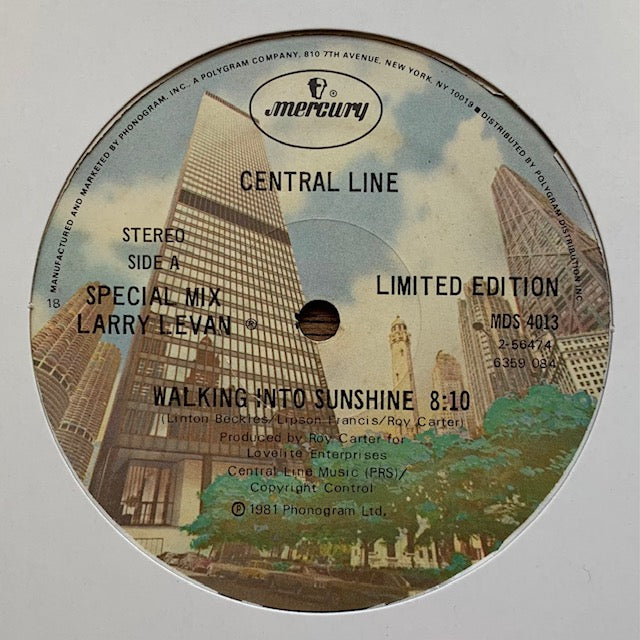 MANUFACTURED AND MARKETED BY PHONOGRAM, INC. A POLYGRAM COMPANY, 810 7TH AVENUE, NEW YORK, NY 10019 ■ DISTRIBUTED BY POLYGRAM DISTRIBUTION INC
®
mercury
CENTRAL LINE
STEREO
SIDE A
18
SPECIAL MIX
LARRY LEVAN ®
LIMITED EDITION
MDS 4013
2-56474
6359 084
WALKING INTO SUNSHINE 8:10
(Linton Beckles/Lipson Francis/Roy Carter)
Produced by Roy Carter for
Lovelite Enterprises
Central Line Music (PRS)/
Copyright Control
Ⓟ 1981 Phonogram Ltd.